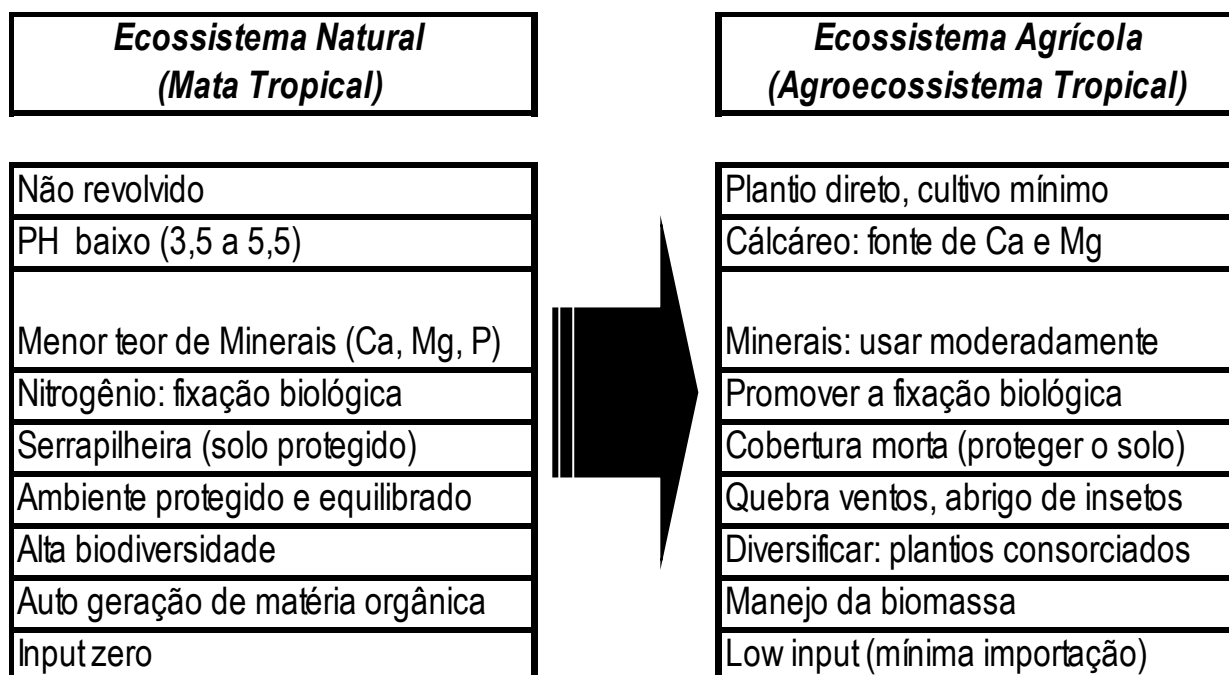 Ecossistema Natural
(Mata Tropical)
Ecossistema Agrícola
(Agroecossistema Tropical)
Não revolvido
PH baixo (3,5 a 5,5)
Menor teor de Minerais (Ca, Mg, P)
Nitrogênio: fixação biológica
Serrapilheira (solo protegido)
Ambiente protegido e equilibrado
Alta biodiversidade
Auto geração de matéria orgânica
Input zero
Plantio direto, cultivo mínimo
Cálcáreo: fonte de Ca e Mg
Minerais: usar moderadamente
Promover a fixação biológica
Cobertura morta (proteger o solo)
Quebra ventos, abrigo de insetos
Diversificar: plantios consorciados
Manejo da biomassa
Low input (mínima importação)